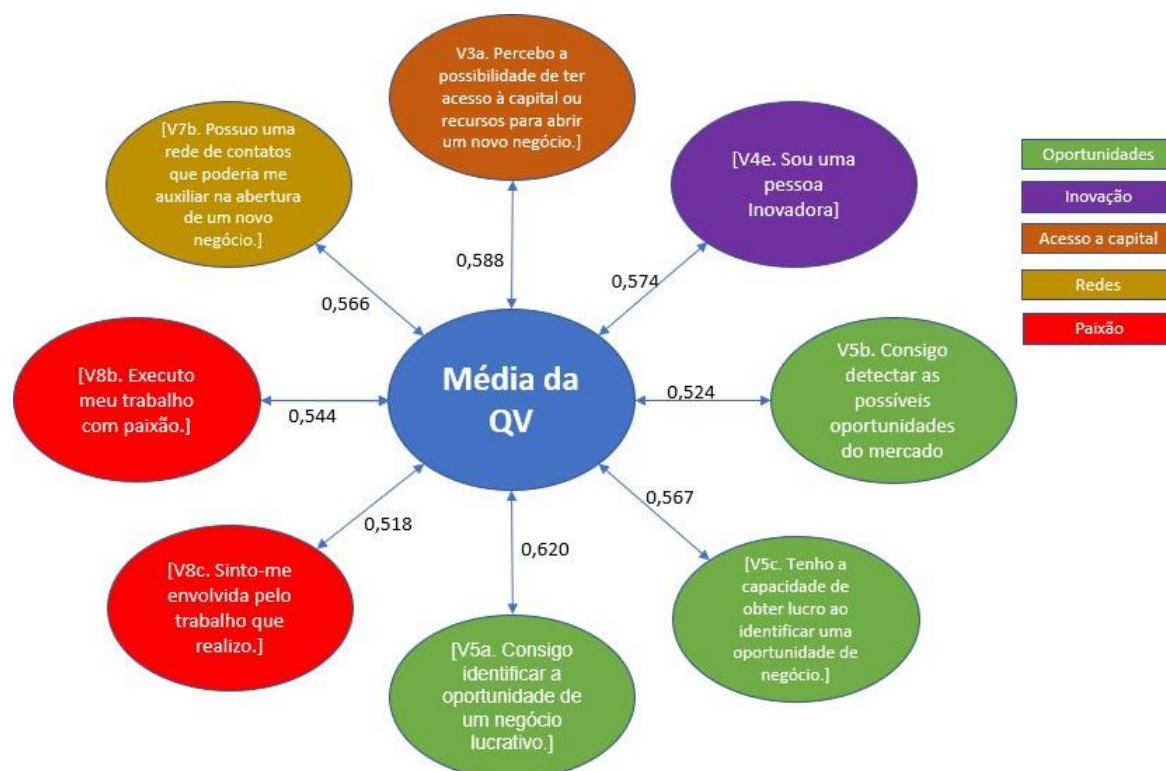 V3a. Percebo a
possibilidade de ter
acesso à capital ou
recursos para abrir
um novo negócio.]
[V7b. Possuo uma
rede de contatos
que poderia me
auxiliar na abertura
de um novo
negócio.]
[V4e. Sou uma
pessoa
Inovadora]
Oportunidades
Inovação
Acesso a capital
Redes
Paixão
0,588
0,574
0,566
[V8b. Executo
meu trabalho
com paixão.]
0,544
Média da
QV
0,524
V5b. Consigo
detectar as
possíveis
oportunidades
do mercado
0,518
0,620
0,567
[V8c. Sinto-me
envolvida pelo
trabalho que
realizo.]
[V5a. Consigo
identificar a
oportunidade de
um negócio
lucrativo.]
[V5c. Tenho a
capacidade de
obter lucro ao
identificar uma
oportunidade de
negócio.]